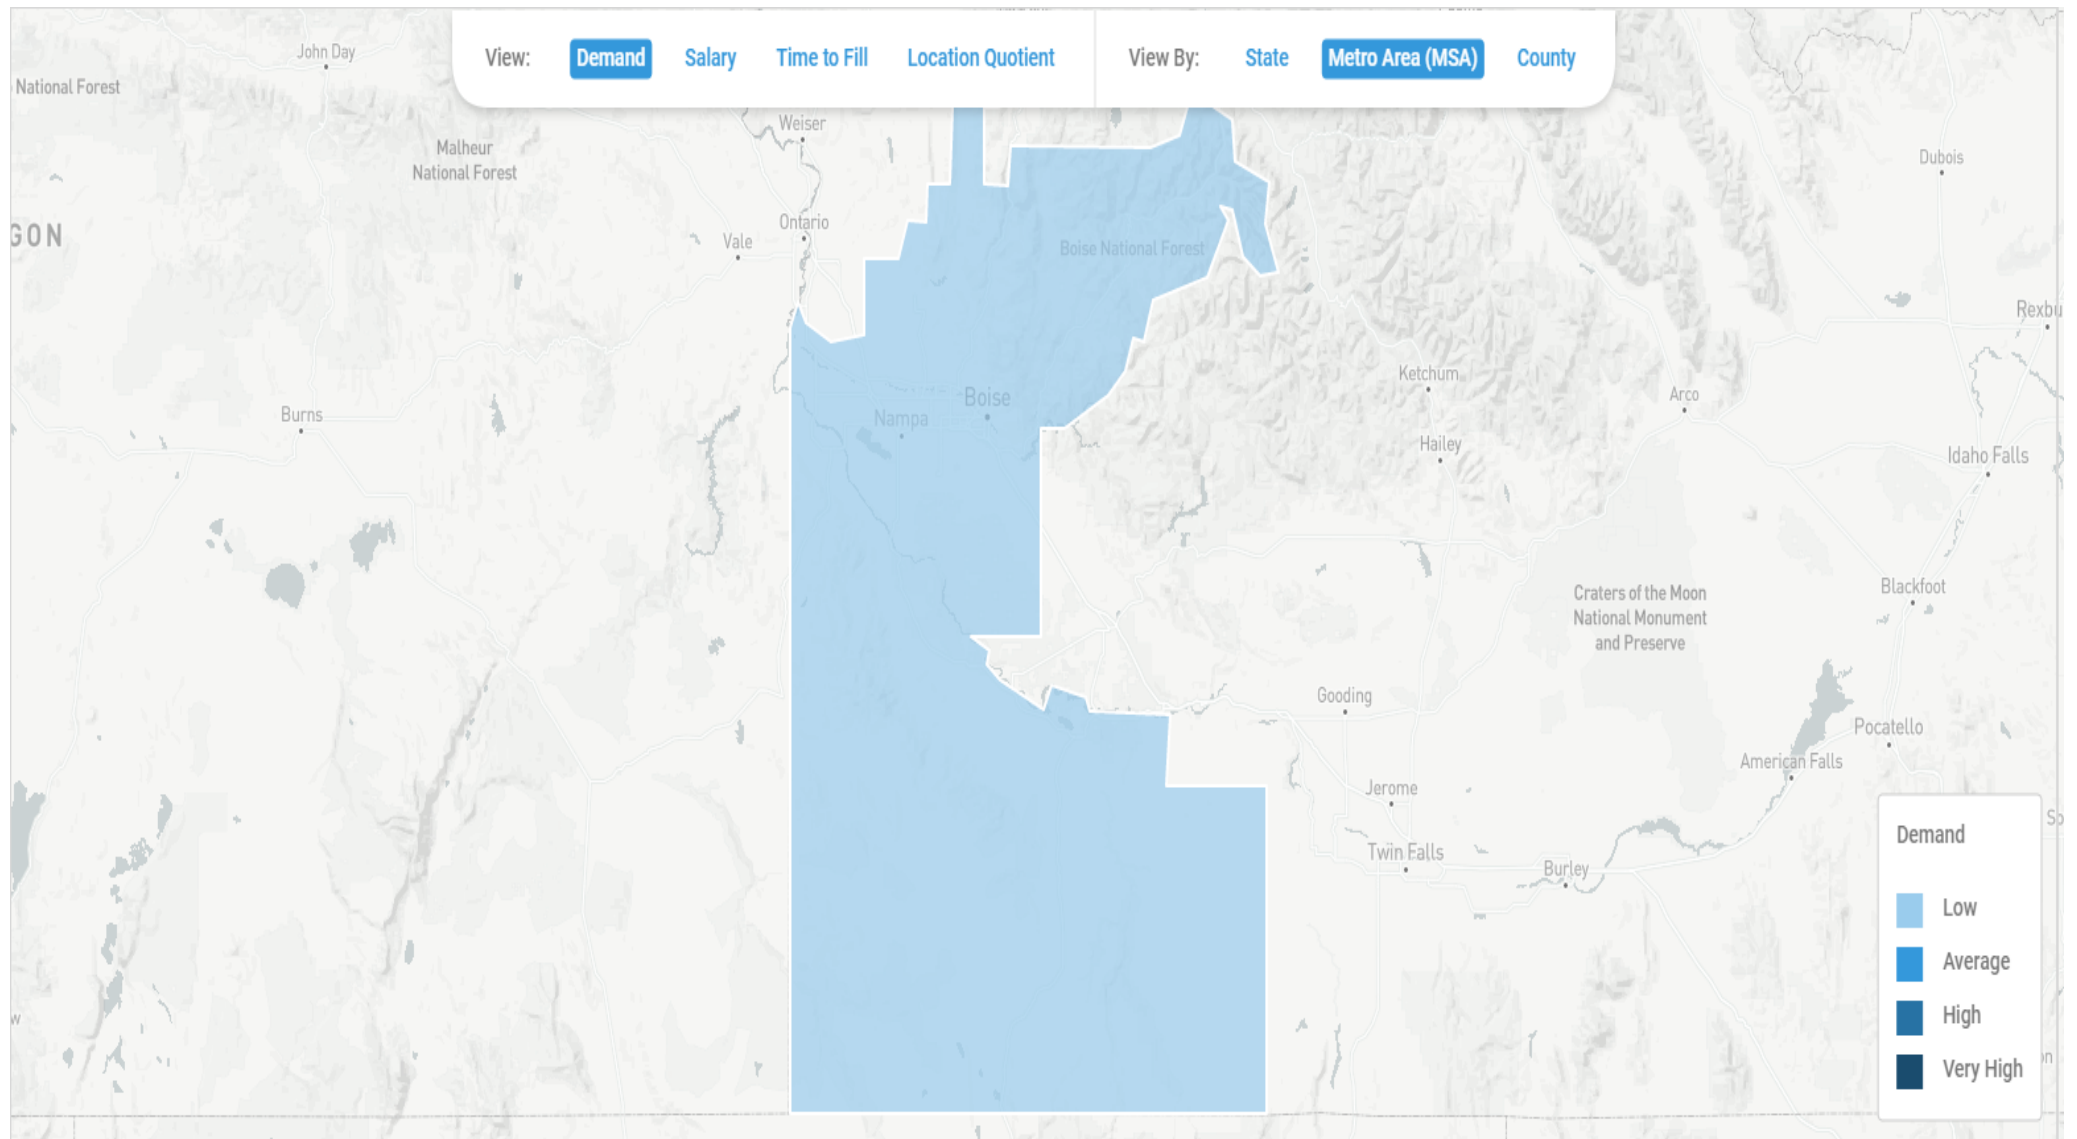 View: Demand Salary Time to Fill Location Quotient View By: State Metro Area (MSA) County
John Day
National Forest
Weiser
Malheur
National Forest
Dubois
Ontario
GON
Vale
Boise National Forest
Rexbu
Ketchum
Arco
Boise
Burns
Nampa
Hailey
Idaho Falls
Blackfoot
Craters of the Moon
National Monument
and Preserve
Gooding
Pocatello
American Falls
Jerome
So
Demand
Twin Falls
Burley
Low
Average
High
Very High